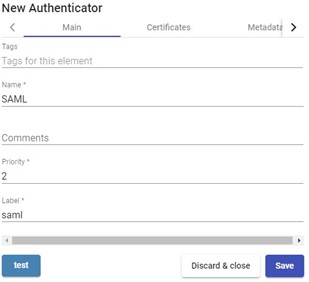 New Authenticator
Main Certificates Metadata
Tags
Tags for this element
Name *
SAML
Comments
Priority *
2
Label *
saml
test Discard & close Save